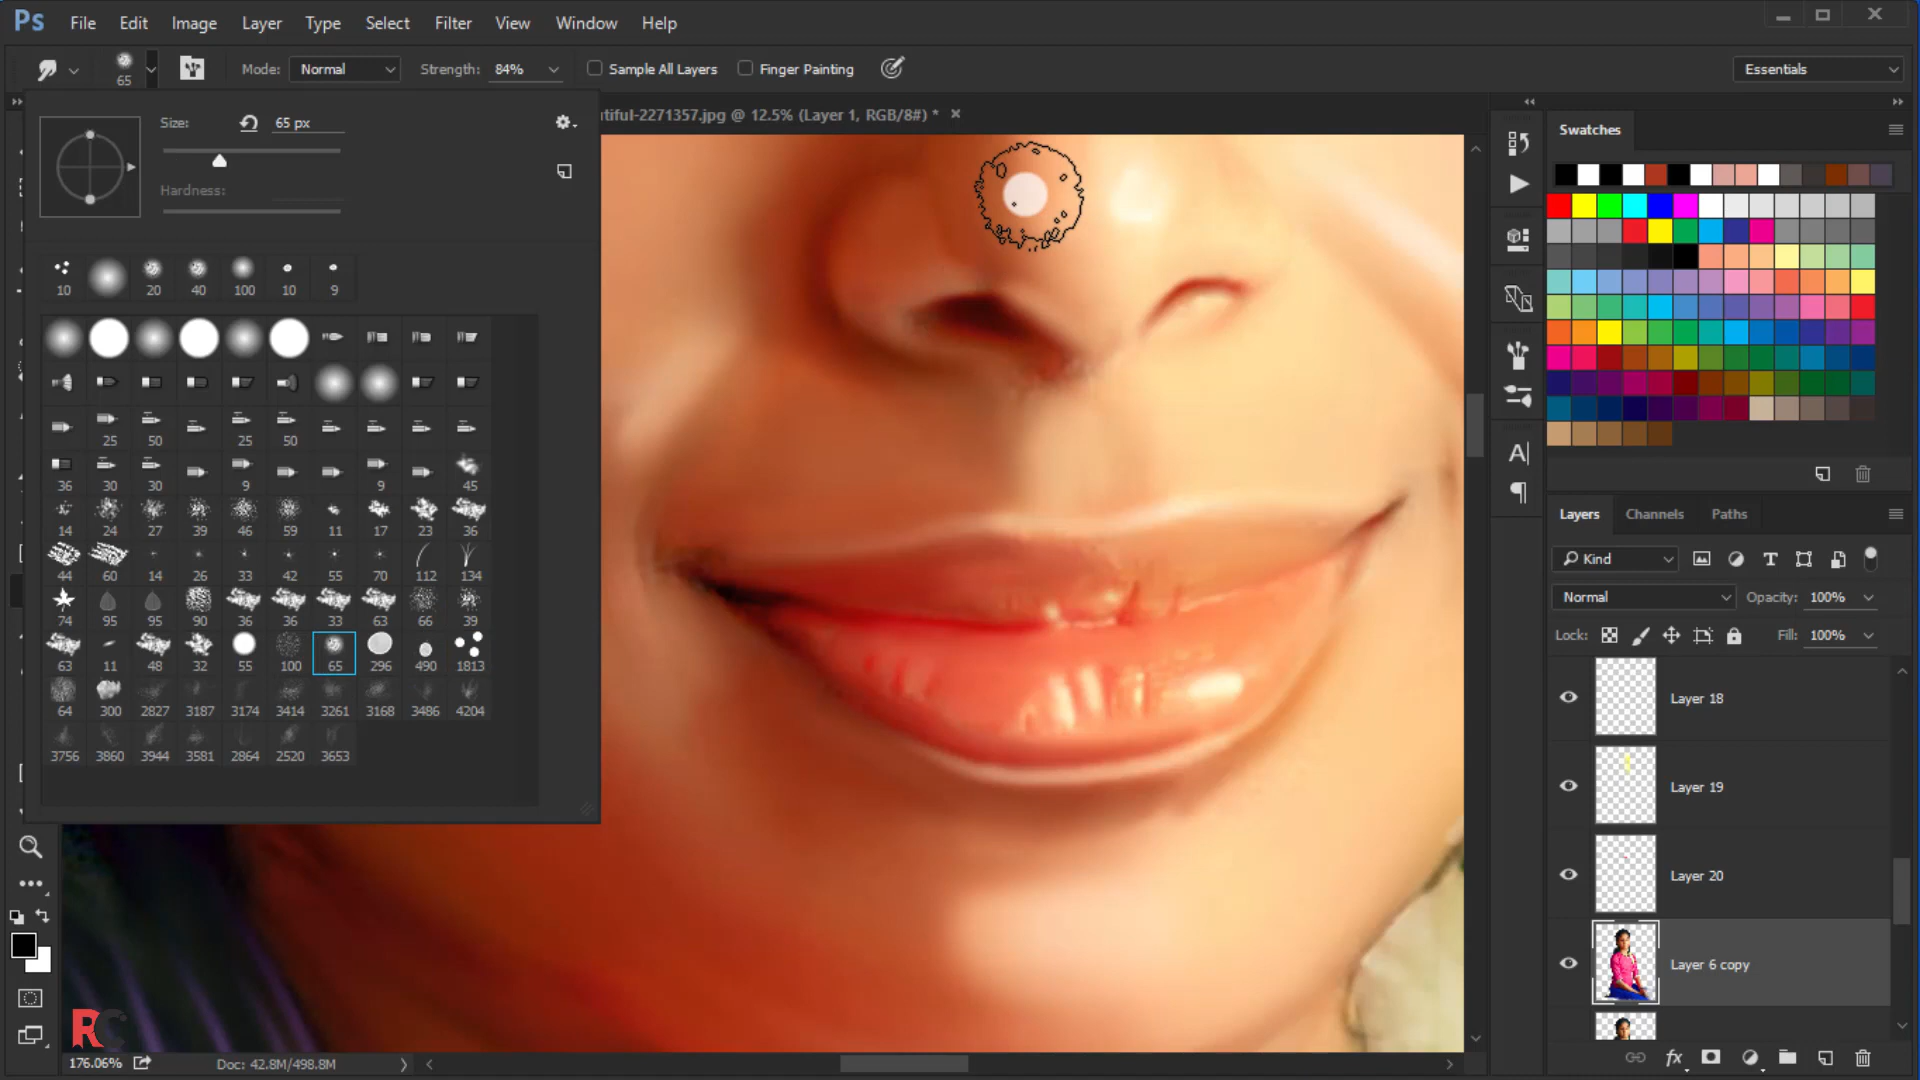 Ps File Edit Image Layer Type Select Filter View Window Help
65 Mode: Normal Strength: 84% Sample All Layers Finger Painting Essentials
utiful-2271357.jpg @ 12.5% (Layer 1, RGB/8#) *
Size: 65 px
Hardness:
10 20 40 100 10 9
25 50 25 50
36 30 30 9 9 45
14 24 27 39 46 59 11 17 23 36
44 60 14 26 33 42 55 70 112 134
74 95 95 90 36 36 33 63 66 39
63 11 48 32 55 100 65 296 490 1813
64 300 2827 3187 3174 3414 3261 3168 3486 4204
3756 3860 3944 3581 2864 2520 3653
Swatches
Layers Channels Paths
Kind
Normal Opacity: 100%
Lock: Fill: 100%
Layer 18
Layer 19
Layer 20
Layer 6 copy
RC
176.06% Doc: 42.8M/498.8M